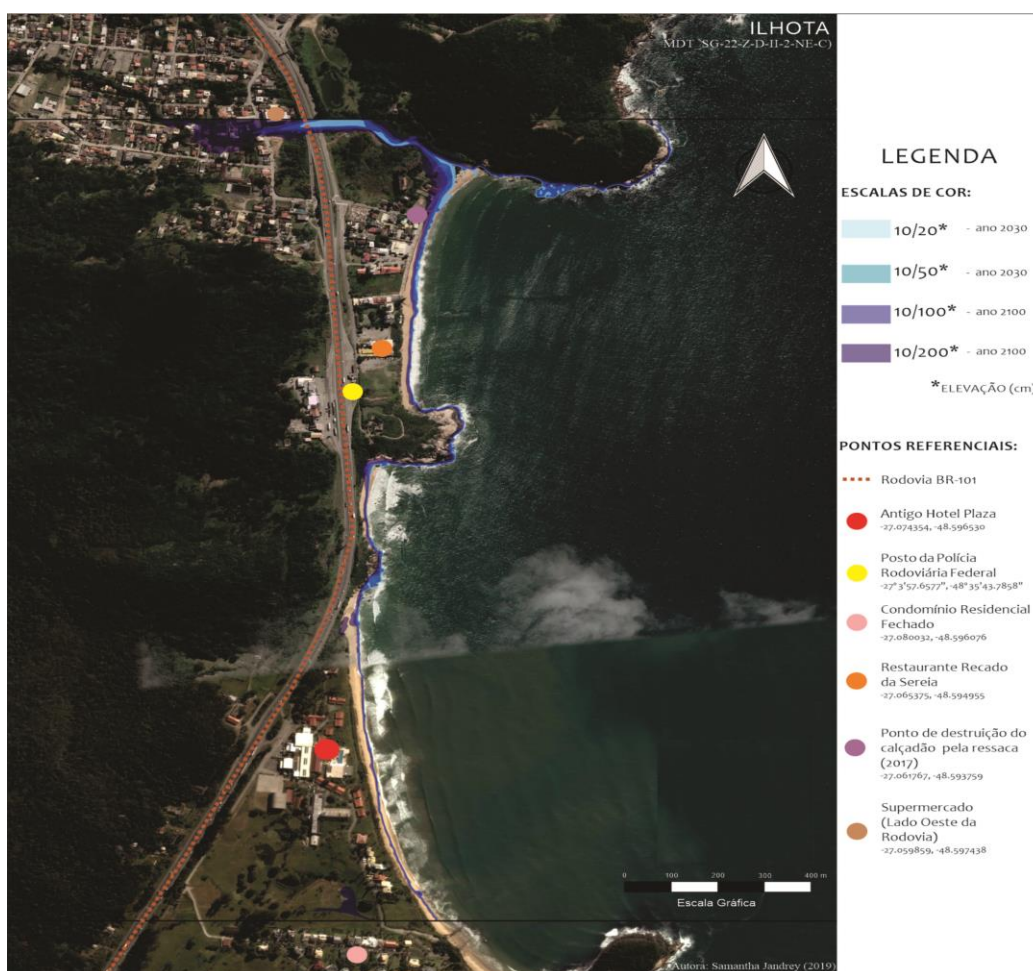 ILHOTA
MDT 'SG-22-Z-D-II-2-NE-C)
LEGENDA
ESCALAS DE COR:
10/20* - ano 2030
10/50* - ano 2030
10/100* - ano 2100
10/200* - ano 2100
*ELEVAÇÃO (cm)
PONTOS REFERENCIAIS:
Rodovia BR-101
Antigo Hotel Plaza
-27.074354, -48.596530
Posto da Polícia
Rodoviária Federal
-27°3'57.6577", -48°35'43.7858"
Condomínio Residencial
Fechado
-27.080032, -48.596076
Restaurante Recado
da Sereia
-27.065375, -48.594955
Ponto de destruição do
calçadão pela ressaca
(2017)
-27.061767, -48.593759
Supermercado
(Lado Oeste da
Rodovia)
-27.059859, -48.597438
0 100 200 300 400 m
Escala Gráfica
Autora: Samantha Jandrey (2019)